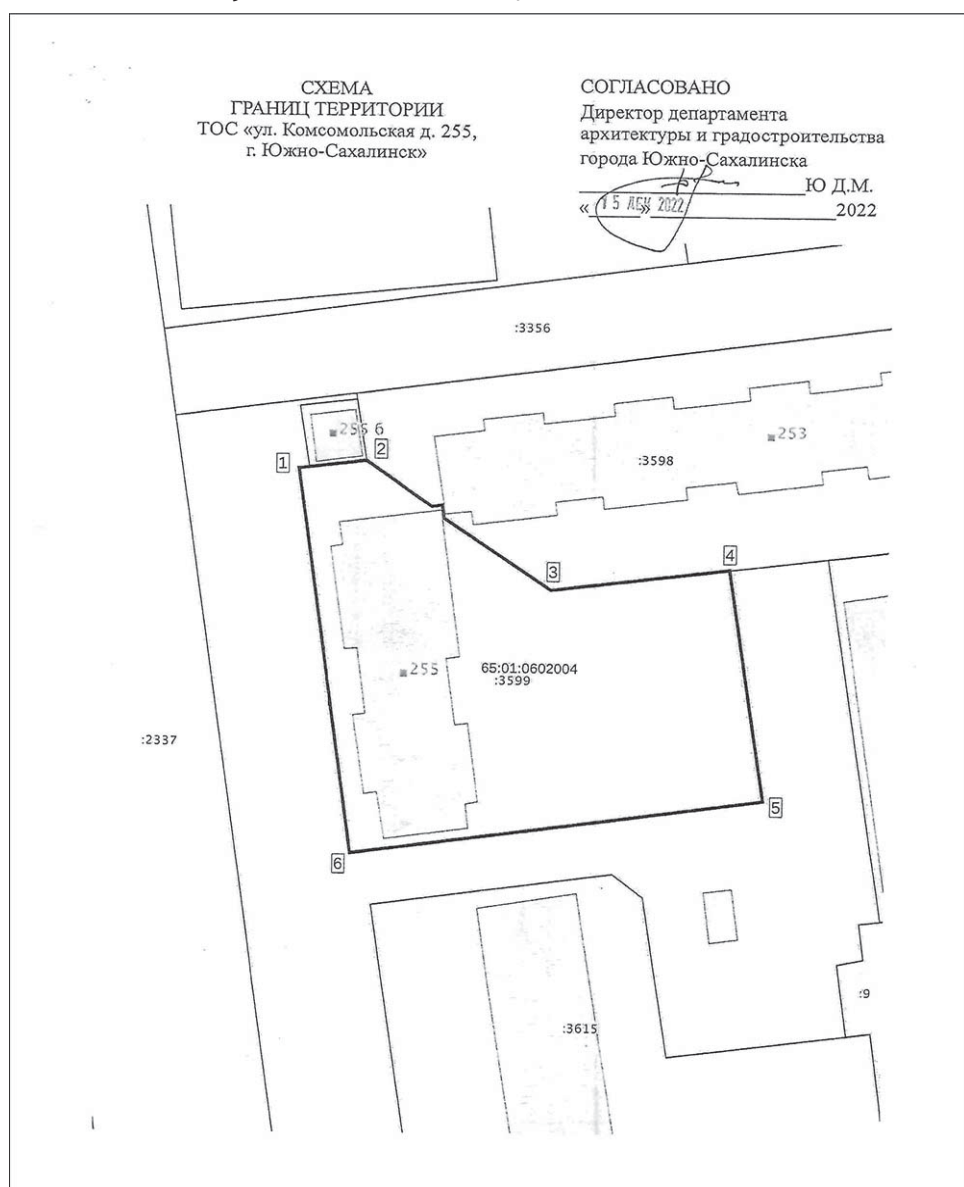 СХЕМА
ГРАНИЦ ТЕРРИТОРИИ
ТОС «ул. Комсомольская д. 255,
г. Южно-Сахалинск»
СОГЛАСОВАНО
Директор департамента
архитектуры и градостроительства
города Южно-Сахалинска
Ю Д.М.
«15 ДЕК 2022» 2022
:3356
255 б
253
1
2
:3598
3
4
255
65:01:0602004
:3599
:2337
5
6
:9
:3615